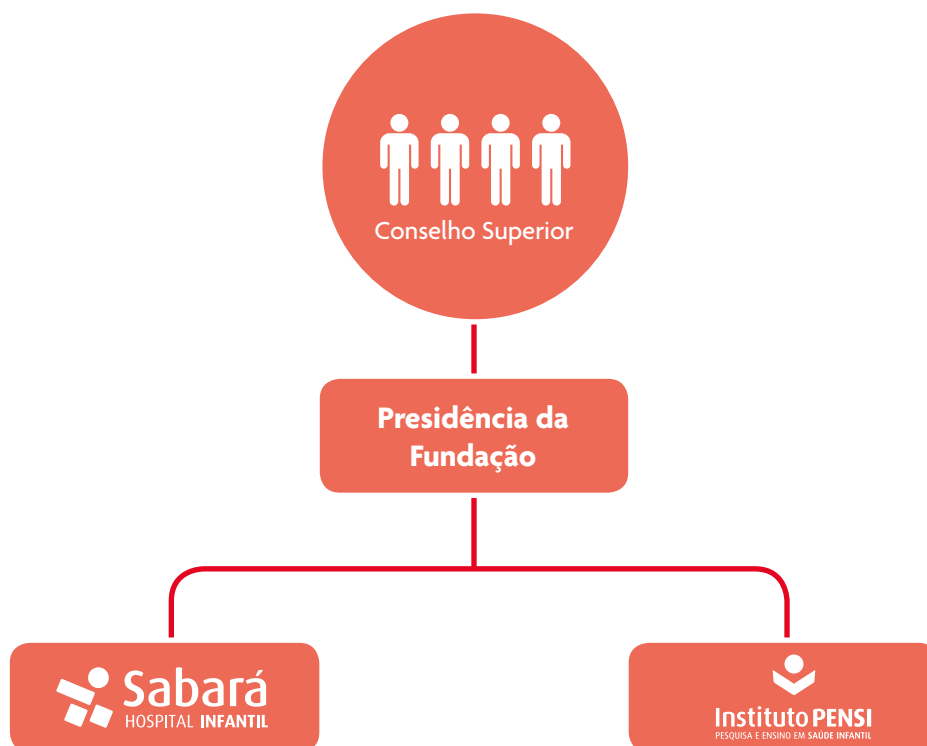 Conselho Superior
Presidência da
Fundação
Sabará
HOSPITAL INFANTIL
Instituto PENSI
PESQUISA E ENSINO EM SAÚDE INFANTIL